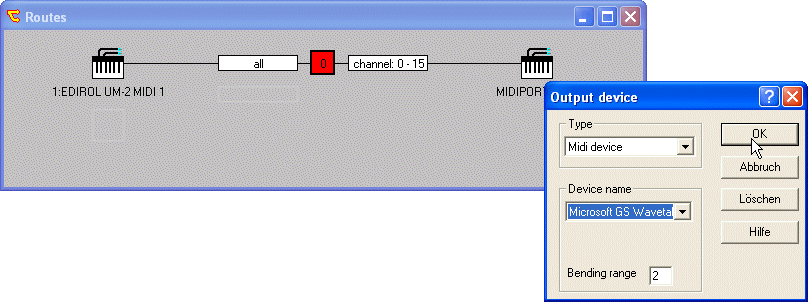 Routes
all
0
channel: 0 - 15
1:EDIROL UM-2 MIDI 1
MIDIPORT
Output device
Type
Midi device
OK
Abbruch
Device name
Microsoft GS Waveta
Löschen
Hilfe
Bending range
2